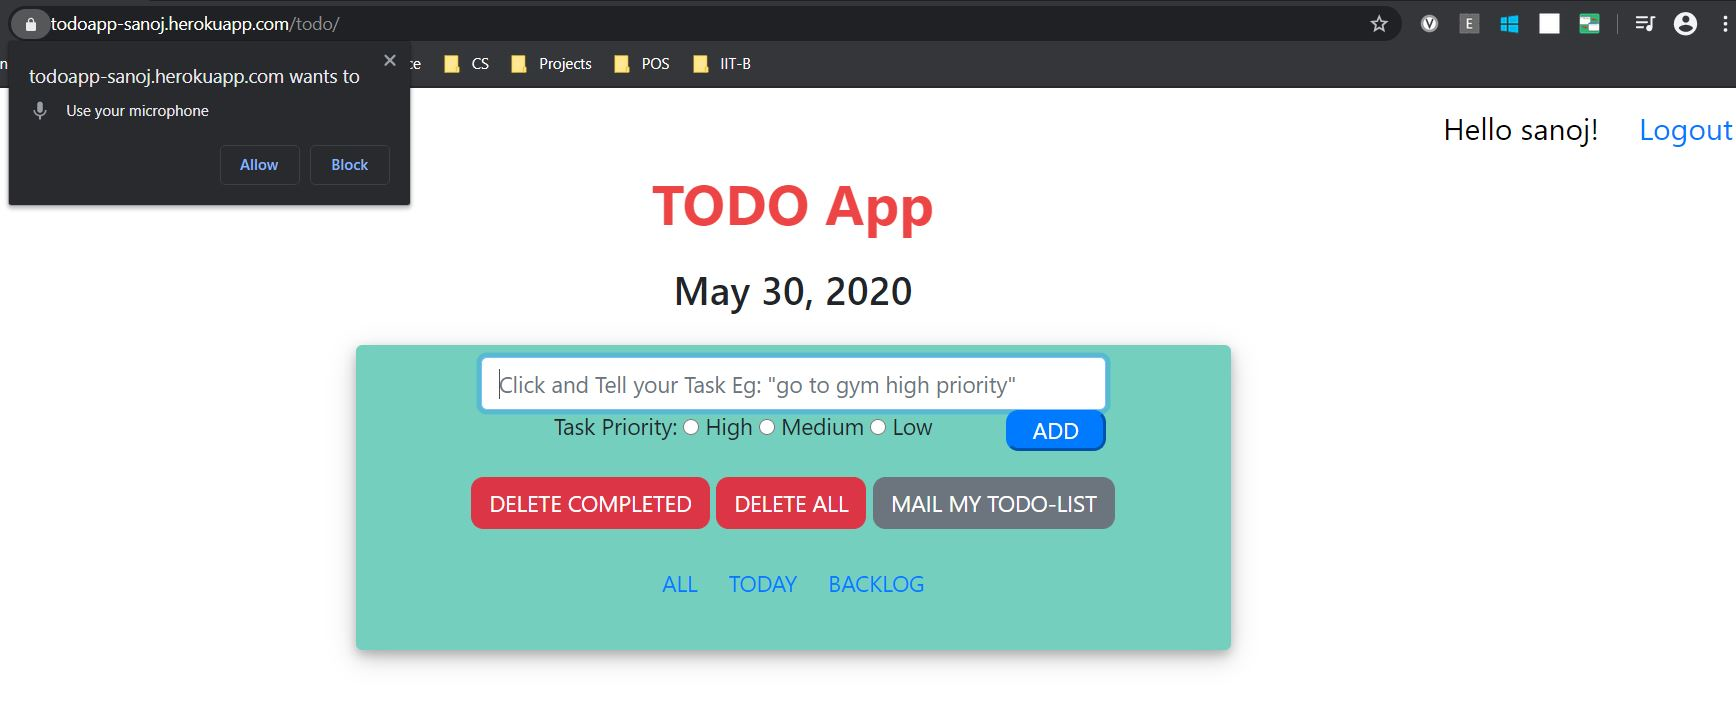 todoapp-sanoj.herokuapp.com/todo/
V E
CS Projects POS IIT-B
todoapp-sanoj.herokuapp.com wants to
Use your microphone
Allow Block
Hello sanoj! Logout
TODO App
May 30, 2020
Click and Tell your Task Eg: "go to gym high priority"
Task Priority: High Medium Low ADD
DELETE COMPLETED DELETE ALL MAIL MY TODO-LIST
ALL TODAY BACKLOG